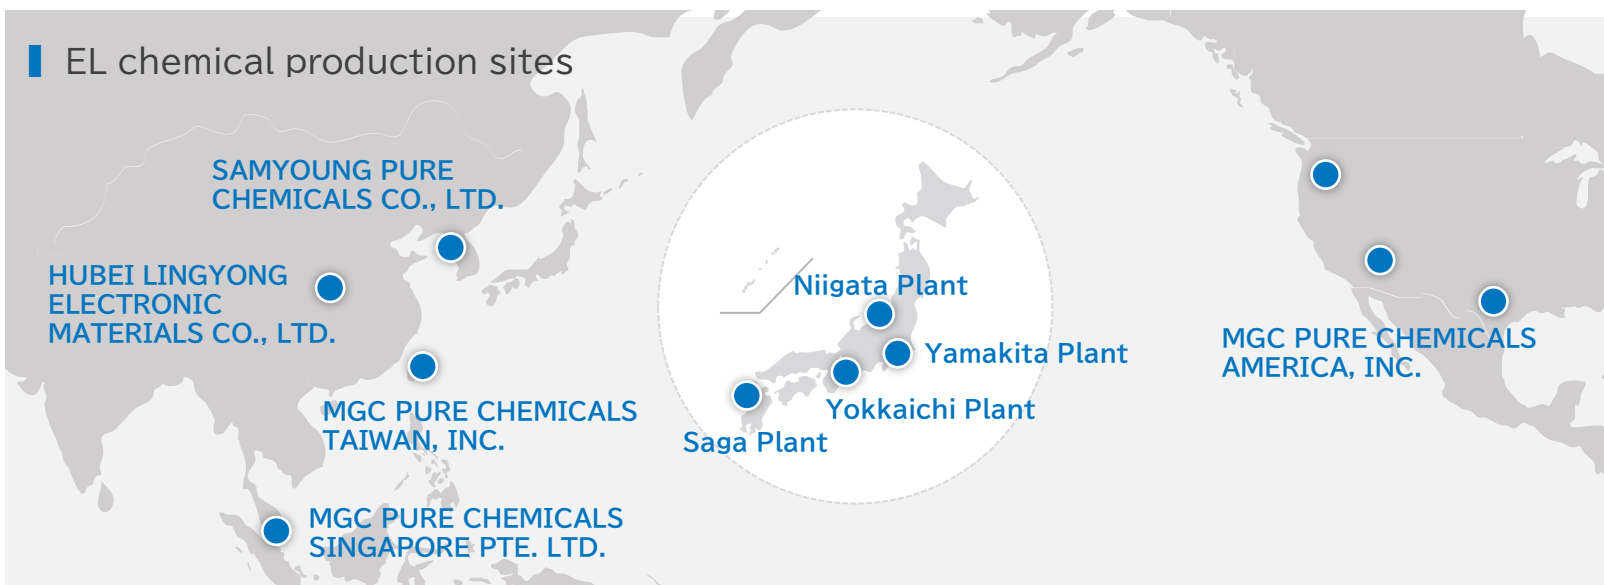 EL chemical production sites
SAMYOUNG PURE
CHEMICALS CO., LTD.
HUBEI LINGYONG
ELECTRONIC
MATERIALS CO., LTD.
MGC PURE CHEMICALS
TAIWAN, INC.
MGC PURE CHEMICALS
SINGAPORE PTE. LTD.
Niigata Plant
Yamakita Plant
Yokkaichi Plant
Saga Plant
MGC PURE CHEMICALS
AMERICA, INC.